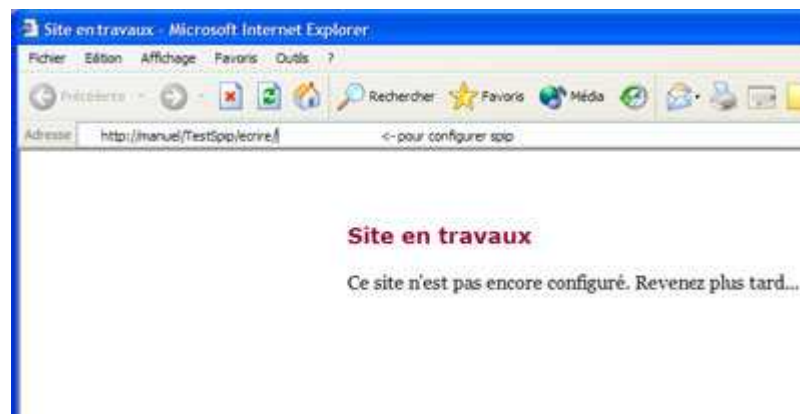 Site en travaux - Microsoft Internet Explorer
Fichier Edition Affichage Favoris Outils ?
Précédente Rechercher Favoris Média
Adresse http://manuel/TestSpip/ecrire/ <- pour configurer spip
Site en travaux
Ce site n'est pas encore configuré. Revenez plus tard...